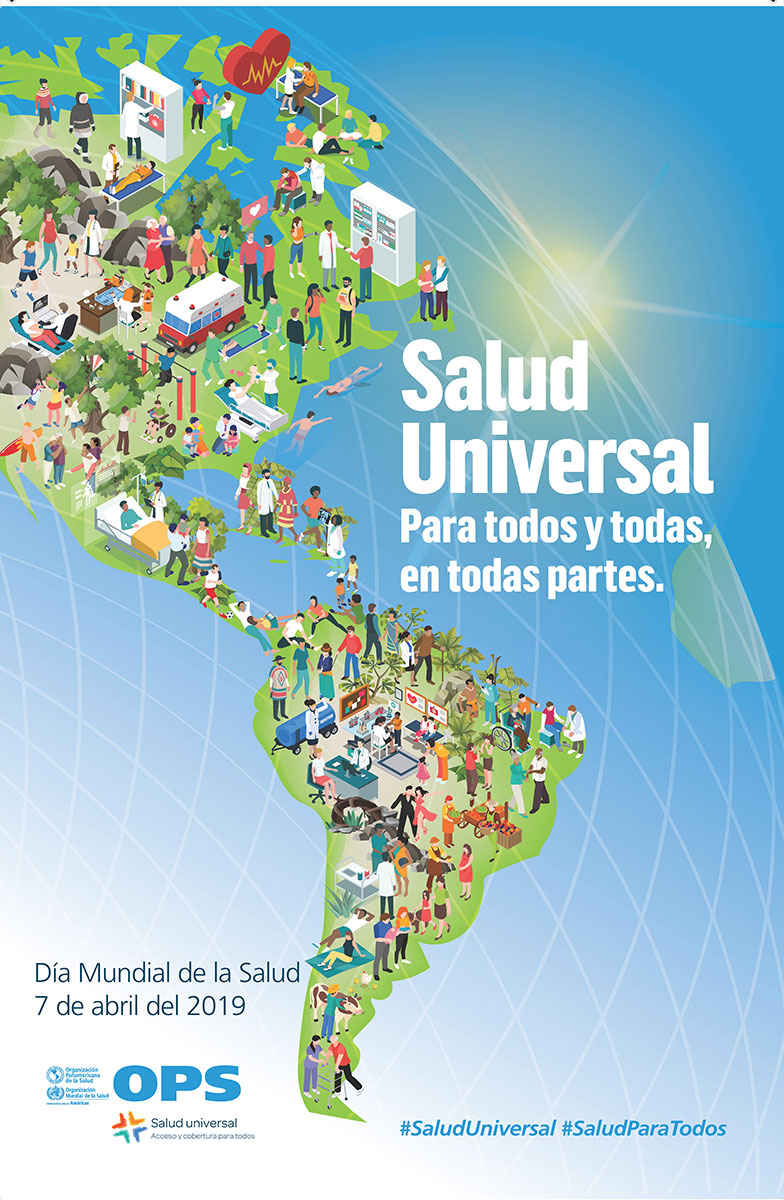 Salud
Universal
Para todos y todas,
en todas partes.
Día Mundial de la Salud
7 de abril del 2019
Organización
Panamericana
de la Salud
Organización
Mundial de la Salud
Américas
OPS
Salud universal
Acceso y cobertura para todos
#SaludUniversal #SaludParaTodos